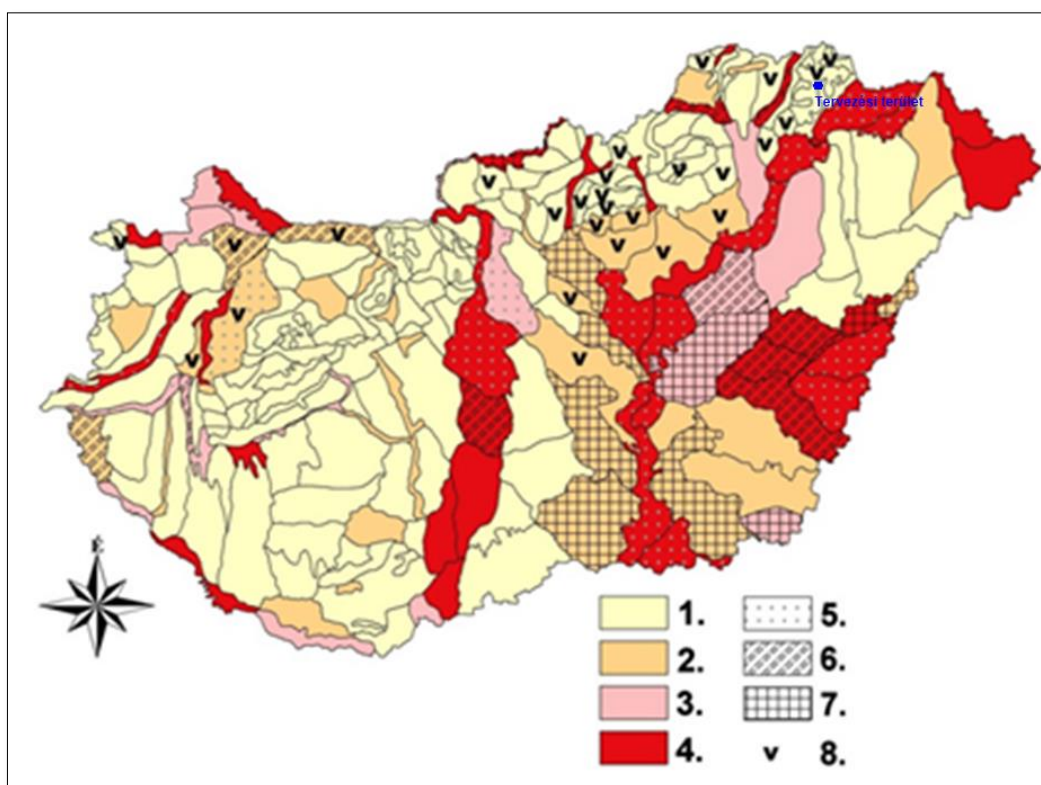 v v v v
v
Tervezési terület
v
v v v
v v v v
v v v v v
v v v v v
v v
v v
v v
É
1. 5.
2. 6.
3. 7.
4. v 8.